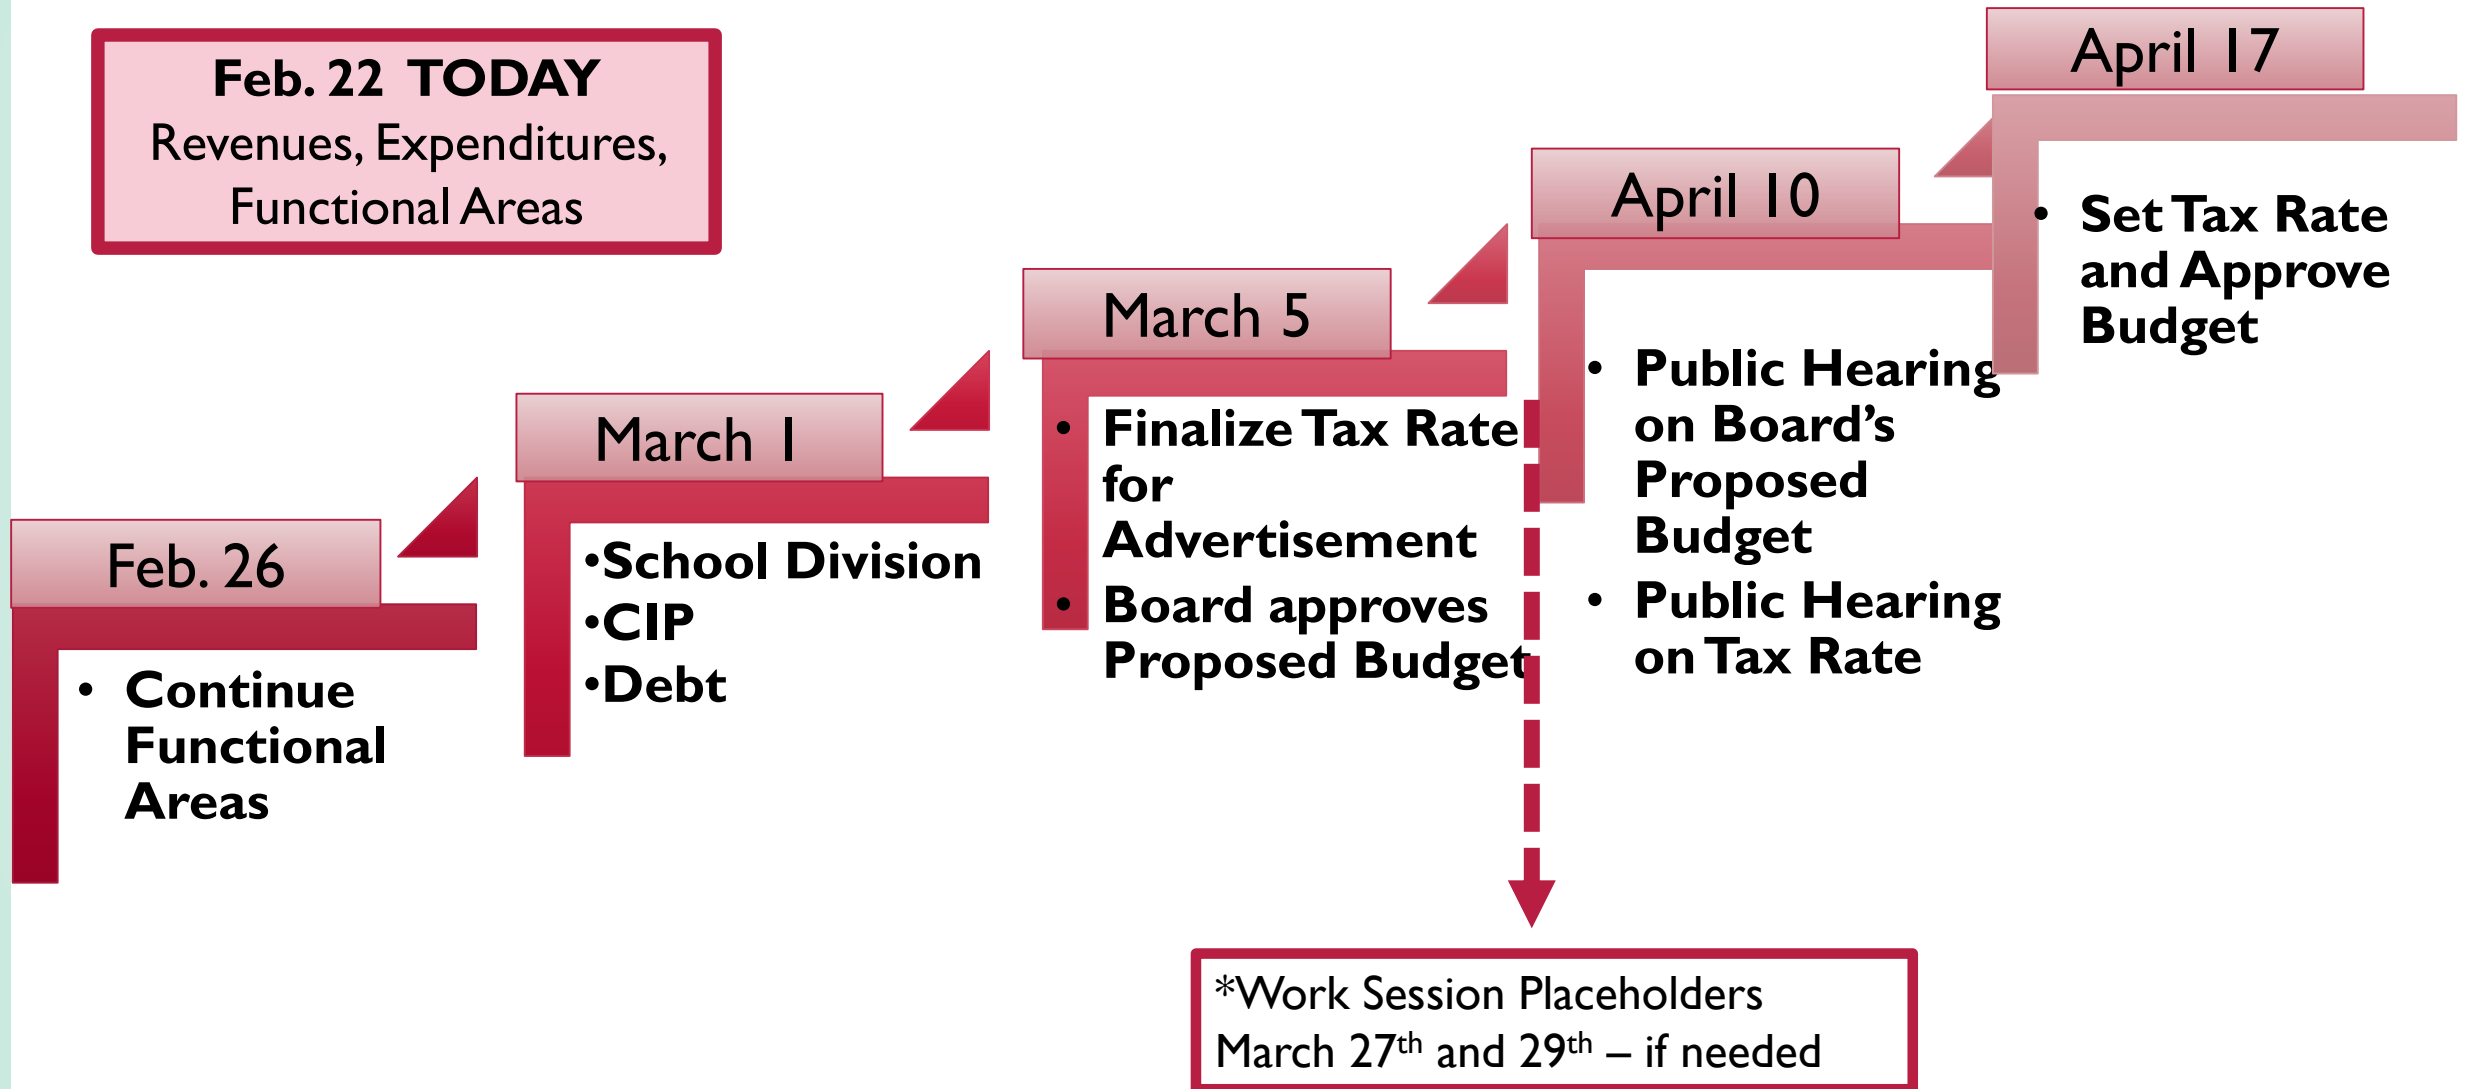 Feb. 22 TODAY
Revenues, Expenditures,
Functional Areas
Feb. 26
• Continue
Functional
Areas
March 1
•School Division
•CIP
•Debt
March 5
• Finalize Tax Rate
for
Advertisement
• Board approves
Proposed Budget
April 10
• Public Hearing
on Board’s
Proposed
Budget
• Public Hearing
on Tax Rate
April 17
• Set Tax Rate
and Approve
Budget
*Work Session Placeholders
March 27th and 29th – if needed